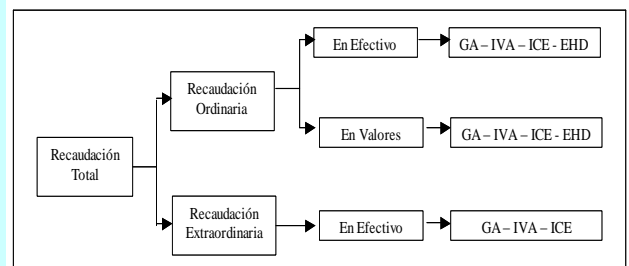 En Efectivo
GA – IVA – ICE - EHD
Recaudación
Ordinaria
En Valores
GA – IVA – ICE - EHD
Recaudación
Total
Recaudación
Extraordinaria
En Efectivo
GA – IVA – ICE